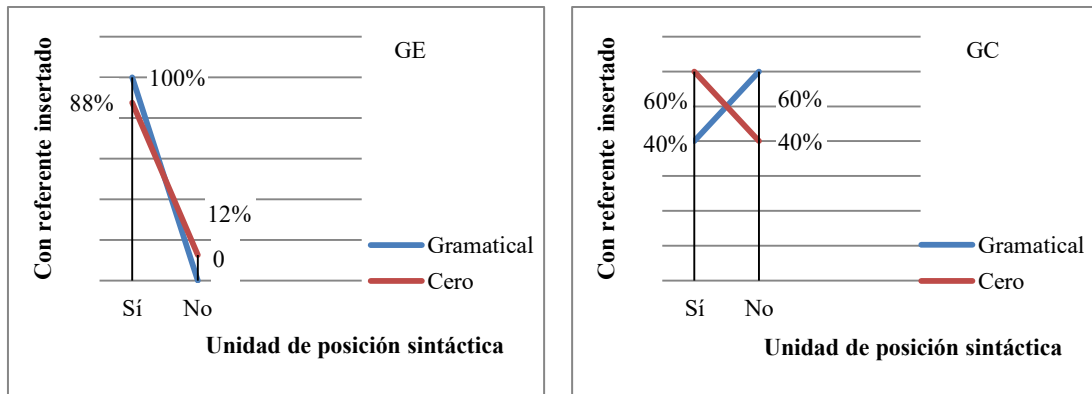 GE
100%
88%
12%
0
Con referente insertado
Gramatical
Cero
Sí No
Unidad de posición sintáctica
GC
60% 60%
40% 40%
Con referente insertado
Gramatical
Cero
Sí No
Unidad de posición sintáctica